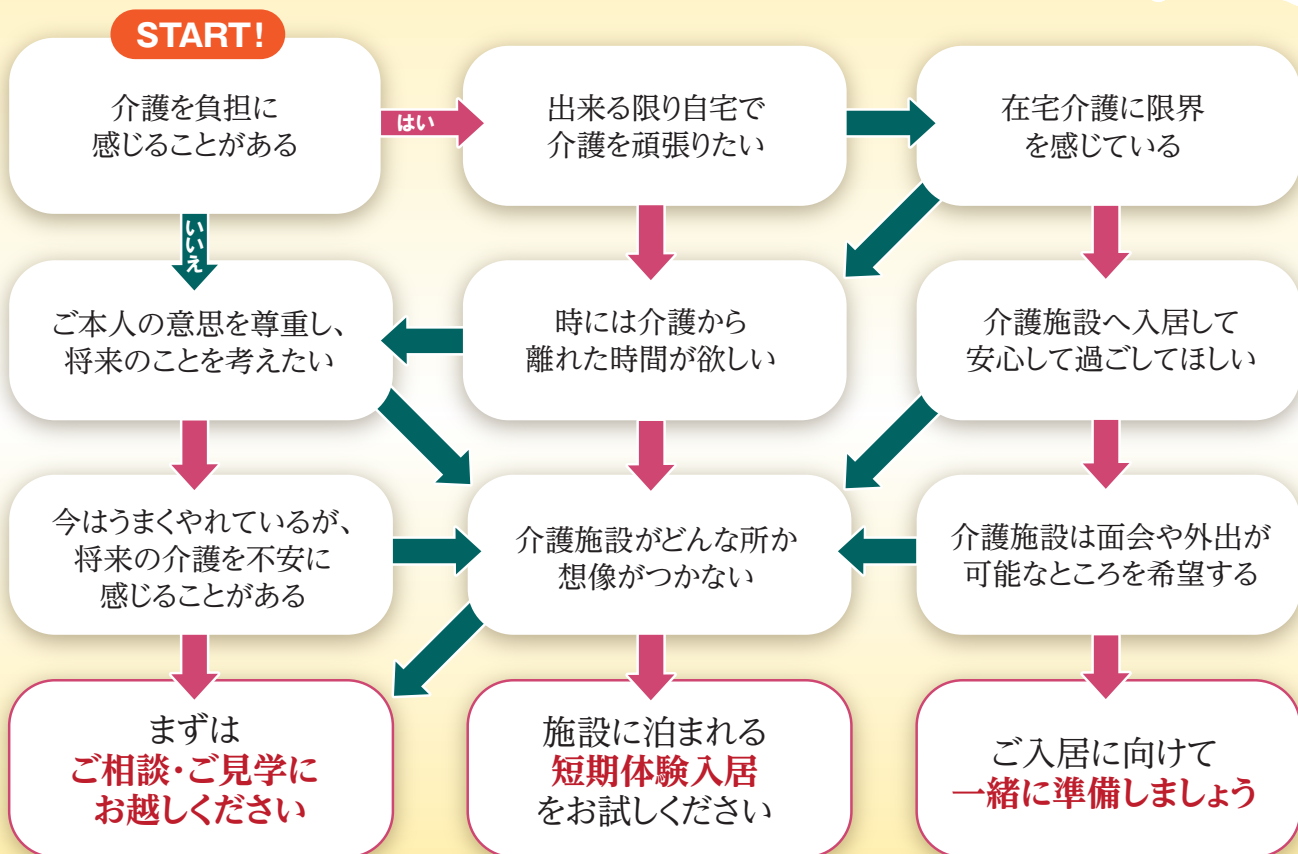 START!
介護を負担に
感じることがある
はい
出来る限り自宅で
介護を頑張りたい
在宅介護に限界
を感じている
いいえ
ご本人の意思を尊重し、
将来のことを考えたい
時には介護から
離れた時間が欲しい
介護施設へ入居して
安心して過ごしてほしい
今はうまくやれているが、
将来の介護を不安に
感じることがある
介護施設がどんな所か
想像がつかない
介護施設は面会や外出が
可能なところを希望する
まずは
ご相談・ご見学に
お越しください
施設に泊まれる
短期体験入居
をお試しください
ご入居に向けて
一緒に準備しましょう